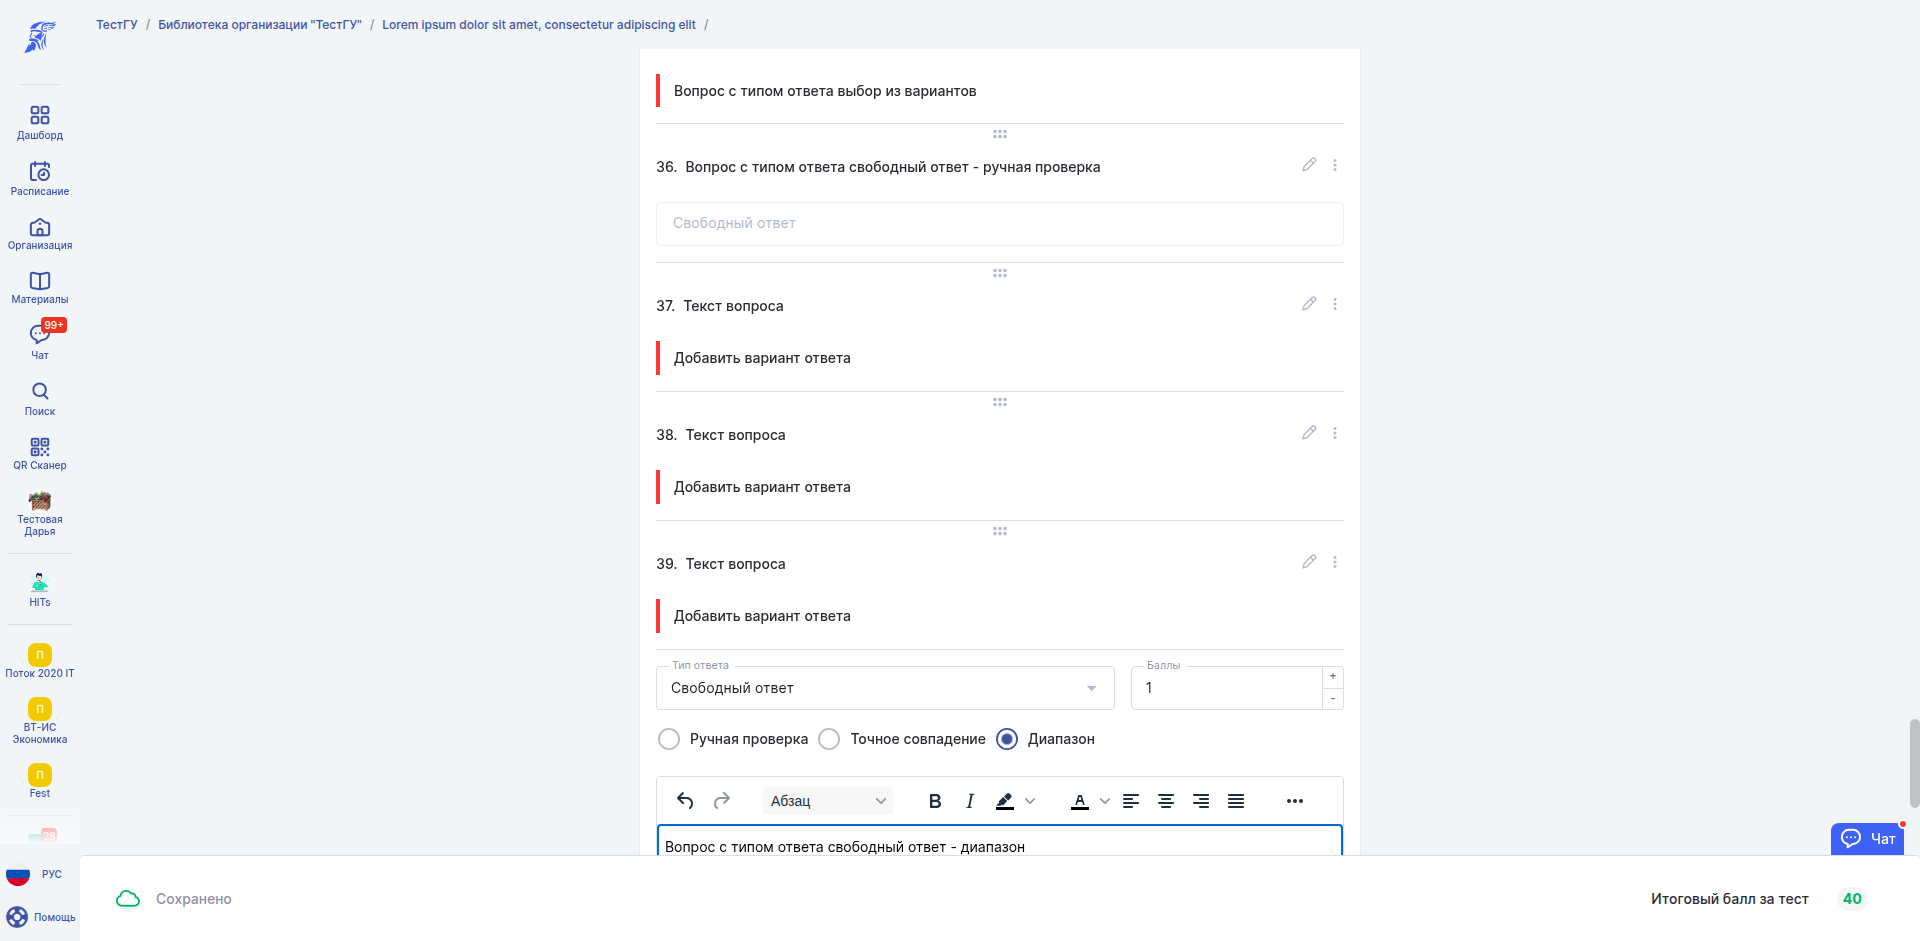 ТестГУ / Библиотека организации "ТестГУ" / Lorem ipsum dolor sit amet, consectetur adipiscing elit /
Дашборд
Расписание
Организация
Материалы
99+
Чат
Поиск
QR Сканер
Тестовая
Дарья
HITs
П
Поток 2020 IT
П
ВТ-ИС
Экономика
П
Fest
28
РУС
Помощь
Вопрос с типом ответа выбор из вариантов
36. Вопрос с типом ответа свободный ответ - ручная проверка
Свободный ответ
37. Текст вопроса
Добавить вариант ответа
38. Текст вопроса
Добавить вариант ответа
39. Текст вопроса
Добавить вариант ответа
Тип ответа
Свободный ответ
Баллы
1
+
-
Ручная проверка Точное совпадение Диапазон
Абзац B I A
Вопрос с типом ответа свободный ответ - диапазон
Чат
Сохранено
Итоговый балл за тест 40